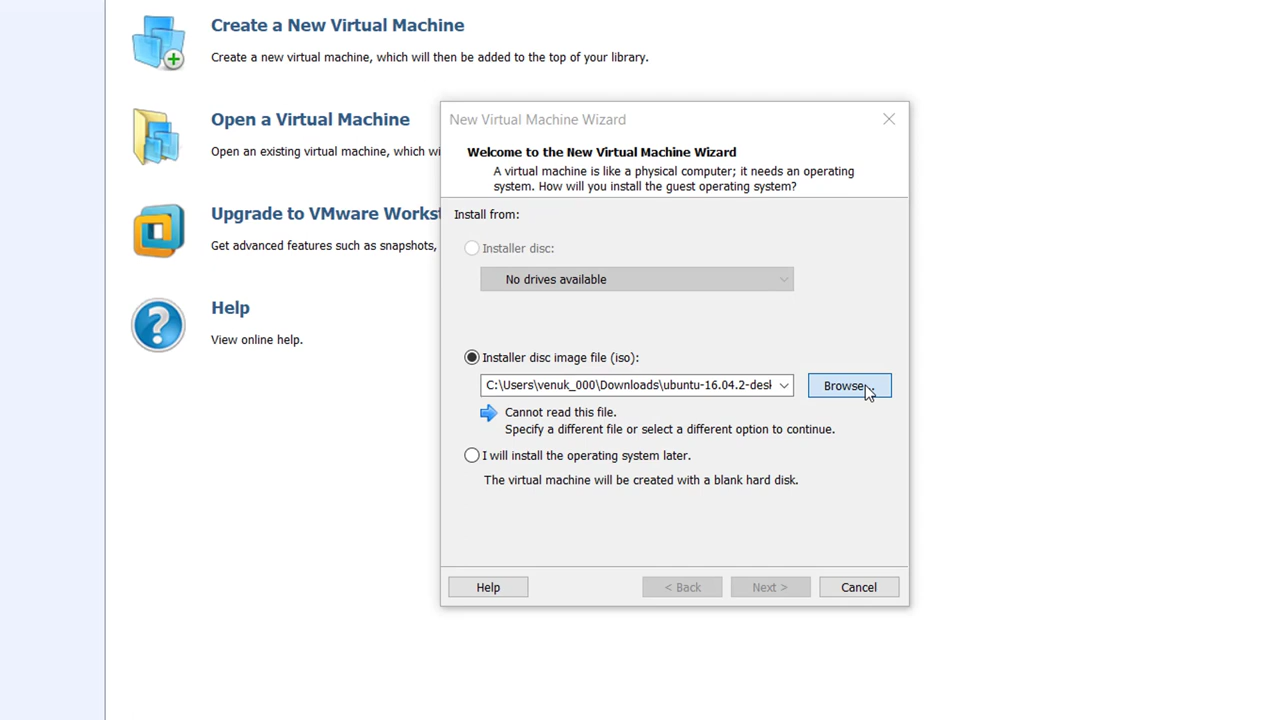 Create a New Virtual Machine
Create a new virtual machine, which will then be added to the top of your library.
Open a Virtual Machine
Open an existing virtual machine, which wi
Upgrade to VMware Workst
Get advanced features such as snapshots,
Help
View online help.
New Virtual Machine Wizard
Welcome to the New Virtual Machine Wizard
A virtual machine is like a physical computer; it needs an operating
system. How will you install the guest operating system?
Install from:
Installer disc:
No drives available
Installer disc image file (iso):
C:\Users\venuk_000\Downloads\ubuntu-16.04.2-desk
Browse...
Cannot read this file.
Specify a different file or select a different option to continue.
I will install the operating system later.
The virtual machine will be created with a blank hard disk.
Help
< Back
Next >
Cancel